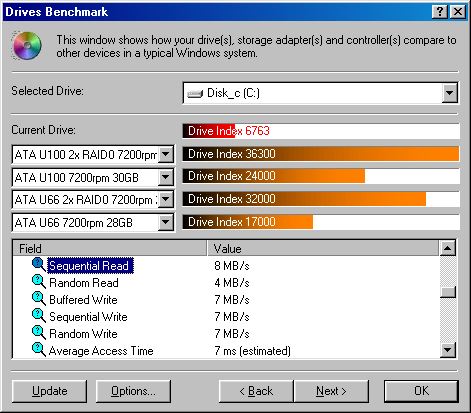 Drives Benchmark
This window shows how your drive(s), storage adapter(s) and controller(s) compare to
other devices in a typical Windows system.
Selected Drive:
Disk_c (C:)
Current Drive:
Drive Index 6763
ATA U100 2x RAID0 7200rpm
Drive Index 36300
ATA U100 7200rpm 30GB
Drive Index 24000
ATA U66 2x RAID0 7200rpm
Drive Index 32000
ATA U66 7200rpm 28GB
Drive Index 17000
Field Value
Sequential Read 8 MB/s
Random Read 4 MB/s
Buffered Write 7 MB/s
Sequential Write 7 MB/s
Random Write 7 MB/s
Average Access Time 7 ms (estimated)
Update Options... < Back Next > OK